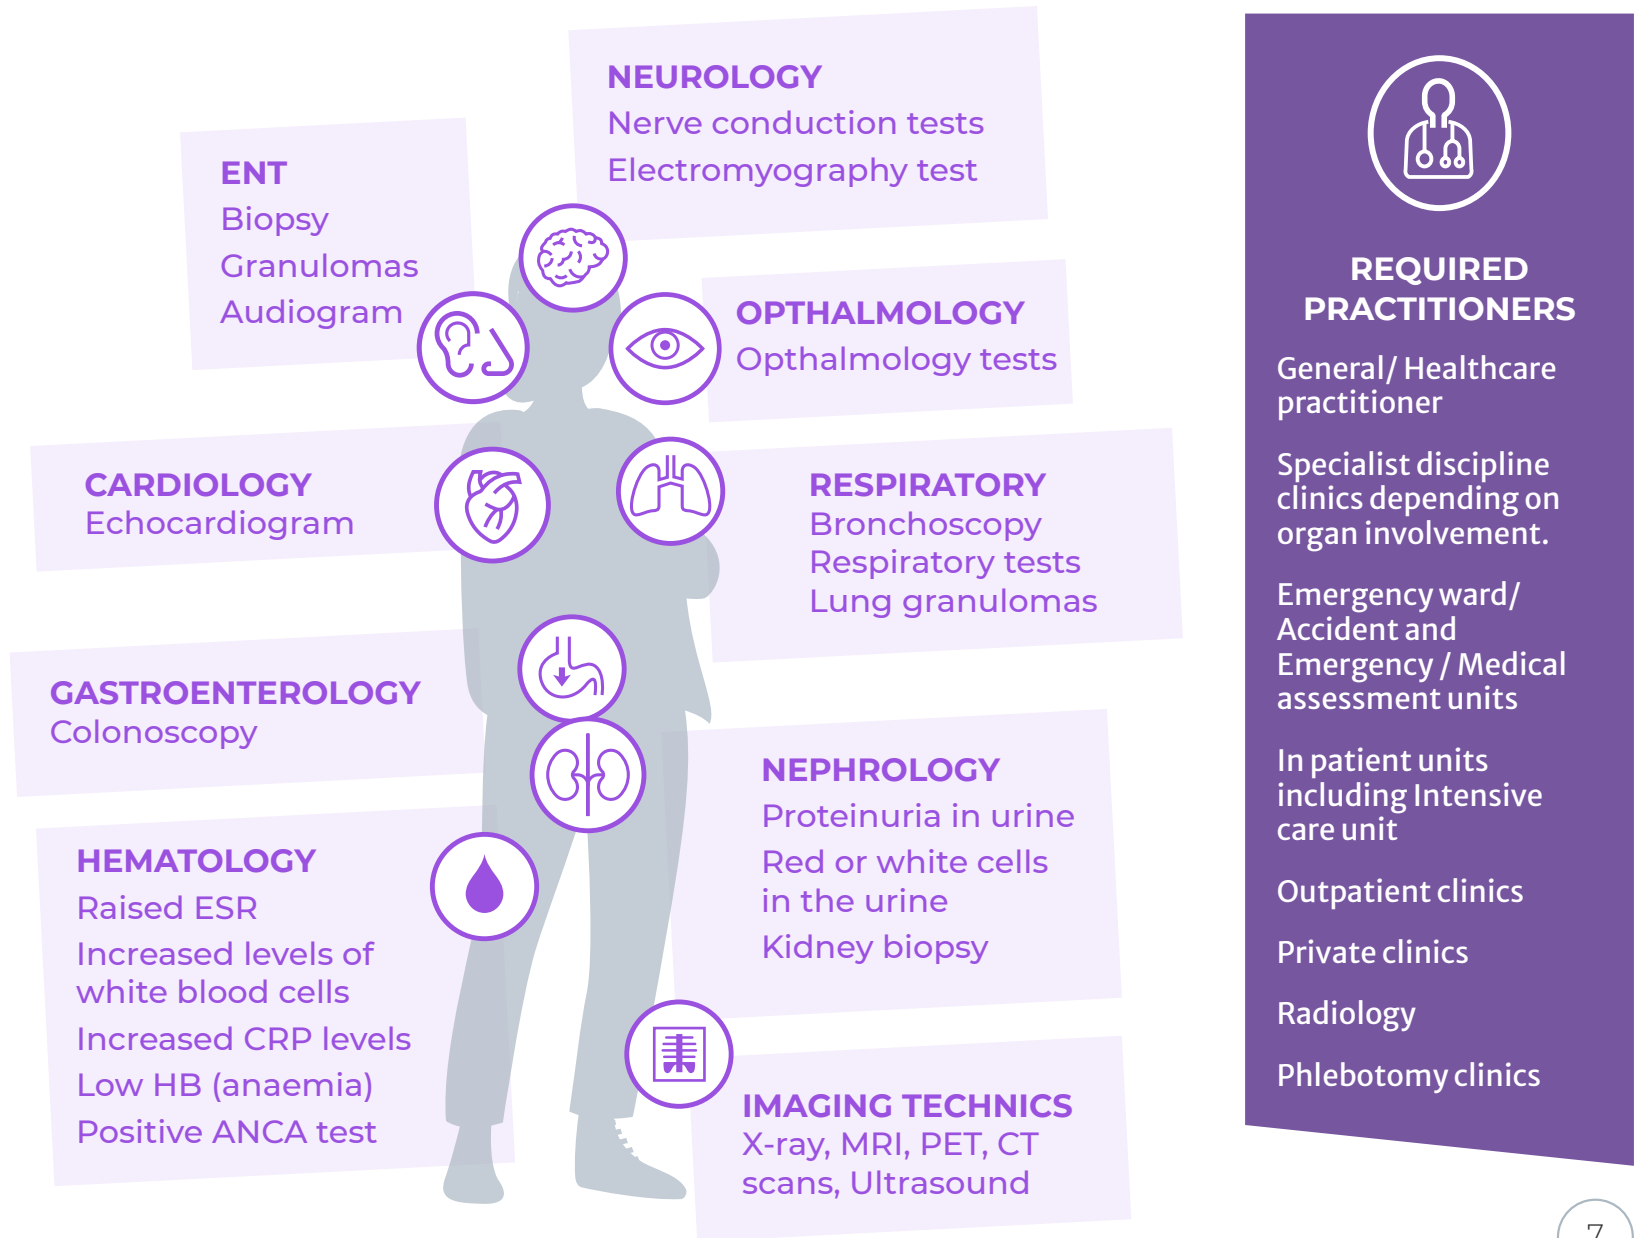 NEUROLOGY
Nerve conduction tests
Electromyography test
ENT
Biopsy
Granulomas
Audiogram
OPTHALMOLOGY
Opthalmology tests
CARDIOLOGY
Echocardiogram
RESPIRATORY
Bronchoscopy
Respiratory tests
Lung granulomas
GASTROENTEROLOGY
Colonoscopy
NEPHROLOGY
Proteinuria in urine
Red or white cells
in the urine
Kidney biopsy
HEMATOLOGY
Raised ESR
Increased levels of
white blood cells
Increased CRP levels
Low HB (anaemia)
Positive ANCA test
IMAGING TECHNICS
X-ray, MRI, PET, CT
scans, Ultrasound
REQUIRED
PRACTITIONERS
General/ Healthcare
practitioner
Specialist discipline
clinics depending on
organ involvement.
Emergency ward/
Accident and
Emergency / Medical
assessment units
In patient units
including Intensive
care unit
Outpatient clinics
Private clinics
Radiology
Phlebotomy clinics
7